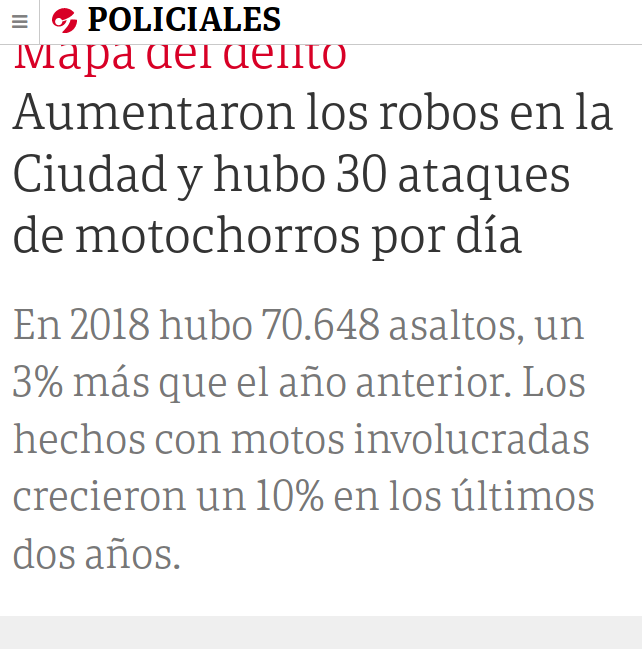 POLICIALES
Mapa del delito
Aumentaron los robos en la
Ciudad y hubo 30 ataques
de motochorros por día
En 2018 hubo 70.648 asaltos, un
3% más que el año anterior. Los
hechos con motos involucradas
crecieron un 10% en los últimos
dos años.